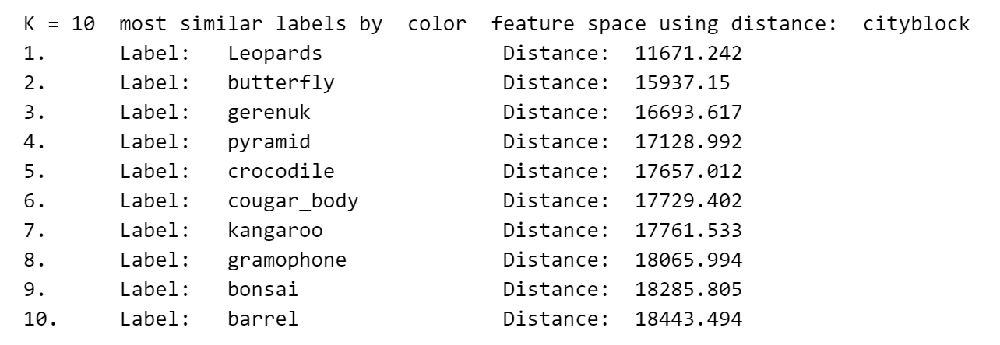 K = 10  most similar labels by  color  feature space using distance:  cityblock
1.      Label:   Leopards               Distance:  11671.242
2.      Label:   butterfly              Distance:  15937.15
3.      Label:   gerenuk                Distance:  16693.617
4.      Label:   pyramid                Distance:  17128.992
5.      Label:   crocodile              Distance:  17657.012
6.      Label:   cougar_body            Distance:  17729.402
7.      Label:   kangaroo               Distance:  17761.533
8.      Label:   gramophone             Distance:  18065.994
9.      Label:   bonsai                 Distance:  18285.805
10.     Label:   barrel                 Distance:  18443.494